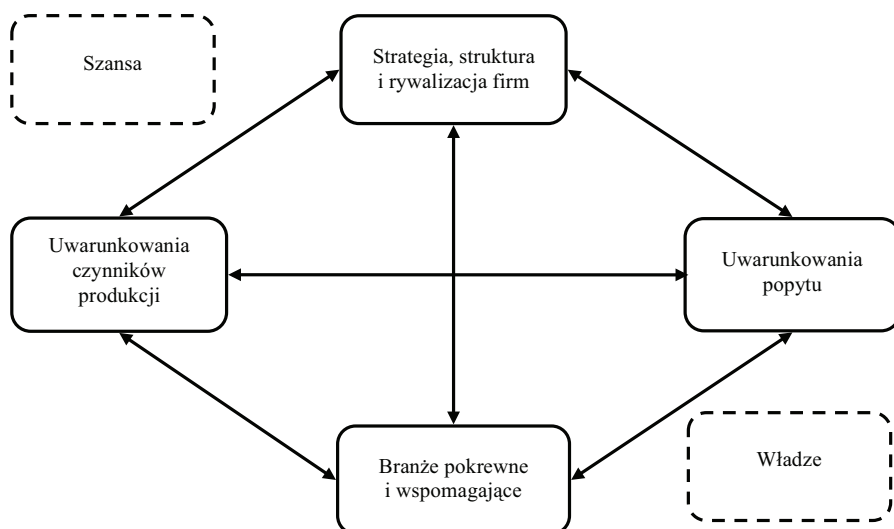 Szansa
Strategia, struktura
i rywalizacja firm
Uwarunkowania
czynników
produkcji
Uwarunkowania
popytu
Branże pokrewne
i wspomagające
Władze